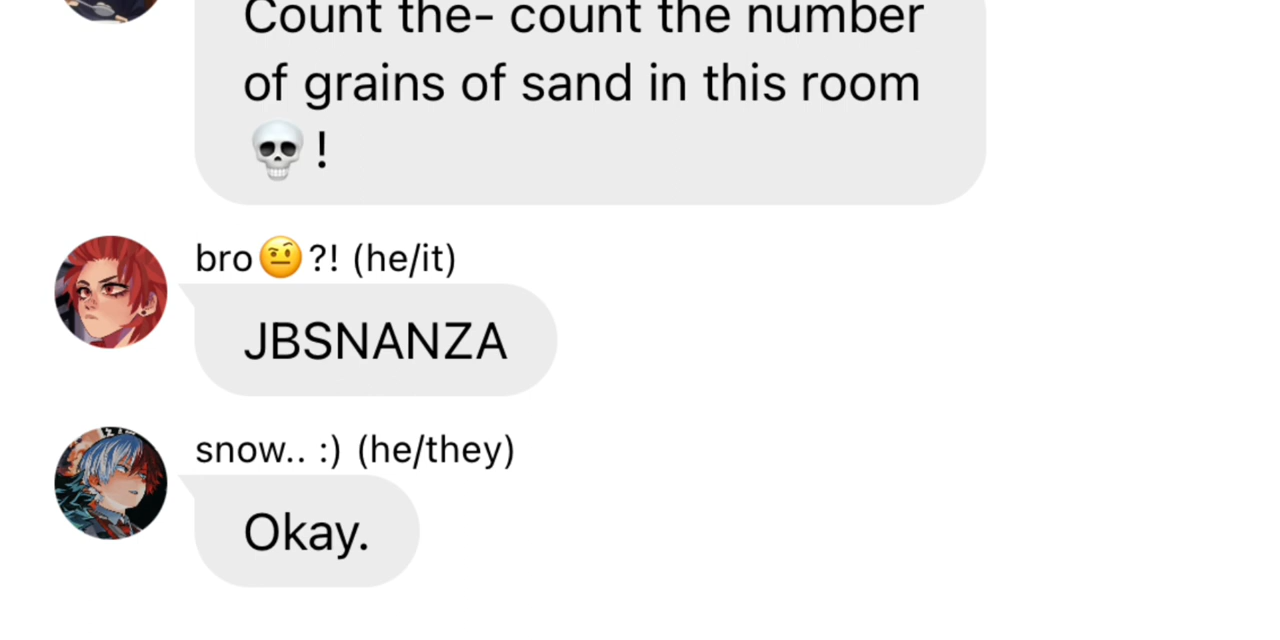 Count the- count the number
of grains of sand in this room
💀!
bro🤨?! (he/it)
JBSNANZA
snow.. :) (he/they)
Okay.